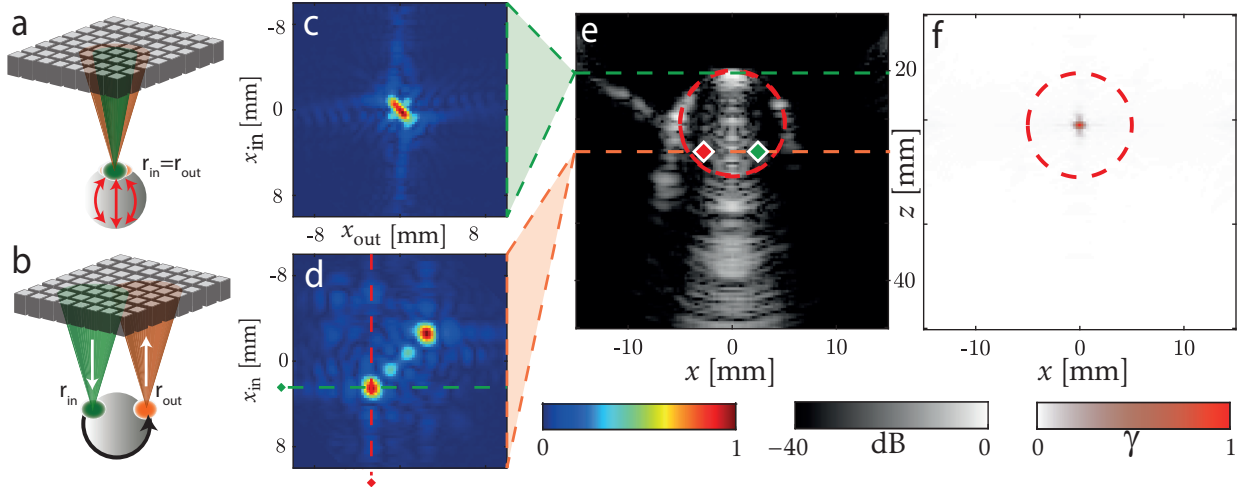 a
r_in=r_out
b
r_in
r_out
c
x_in [mm]
-8
0
8
-8
x_out [mm]
8
d
x_in [mm]
-8
0
8
0
1
e
-10
0
10
x [mm]
−40
dB
0
f
20
z [mm]
40
-10
0
10
x [mm]
0
γ
1